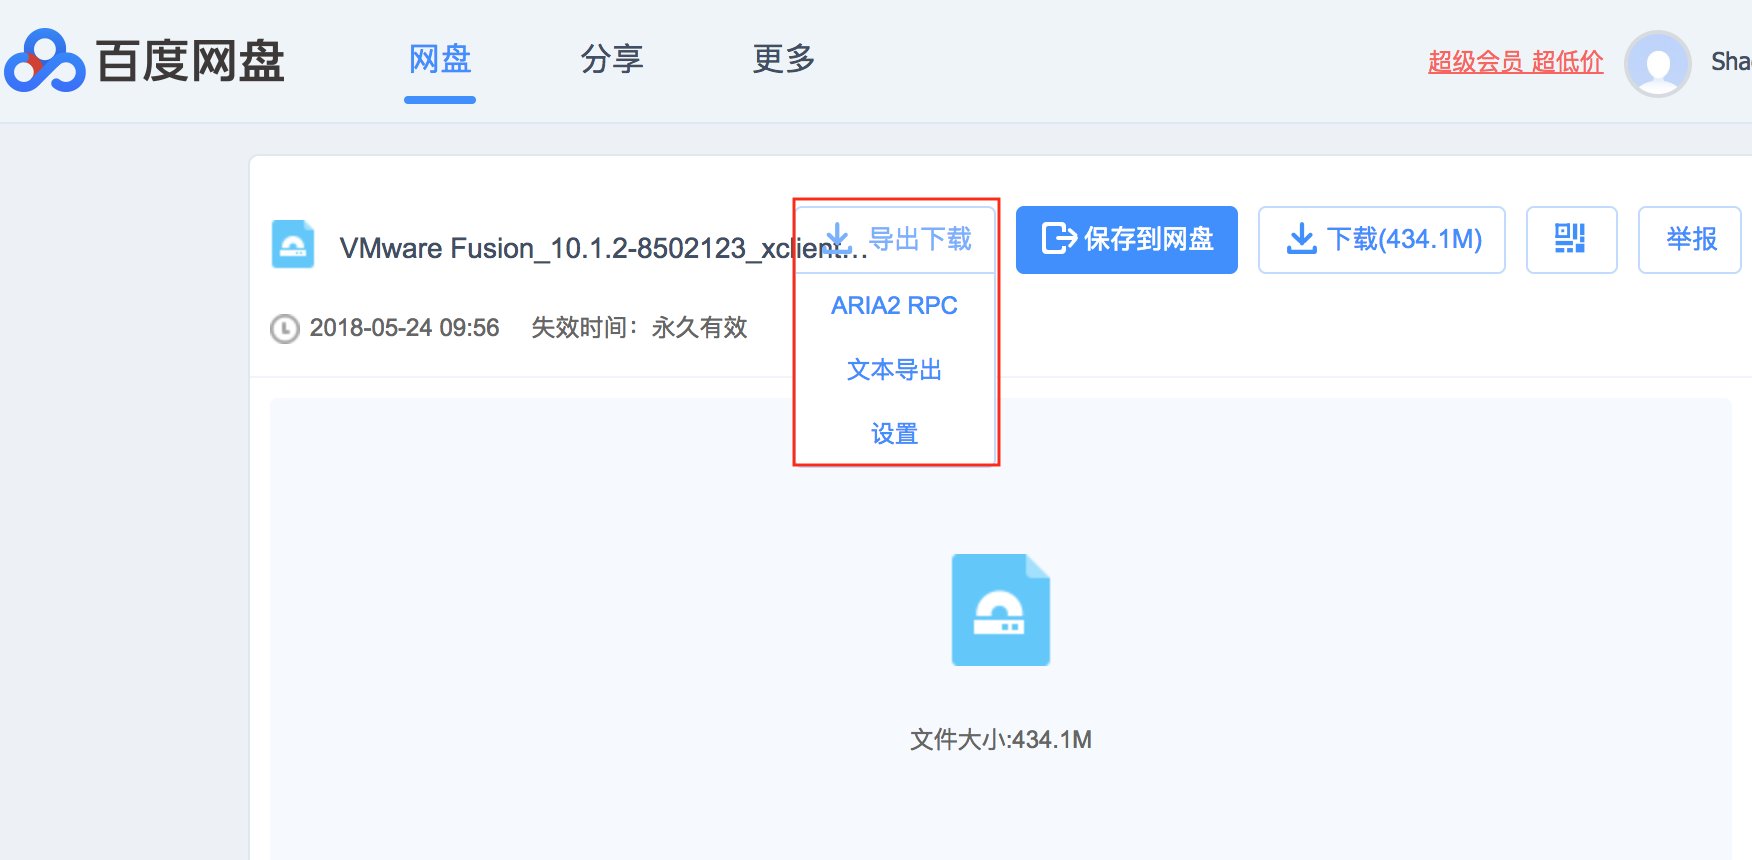 百度网盘
网盘
分享
更多
超级会员 超低价
Sha
VMware Fusion_10.1.2-8502123_xclient...
导出下载
保存到网盘
下载(434.1M)
举报
2018-05-24 09:56 失效时间：永久有效
ARIA2 RPC
文本导出
设置
文件大小:434.1M